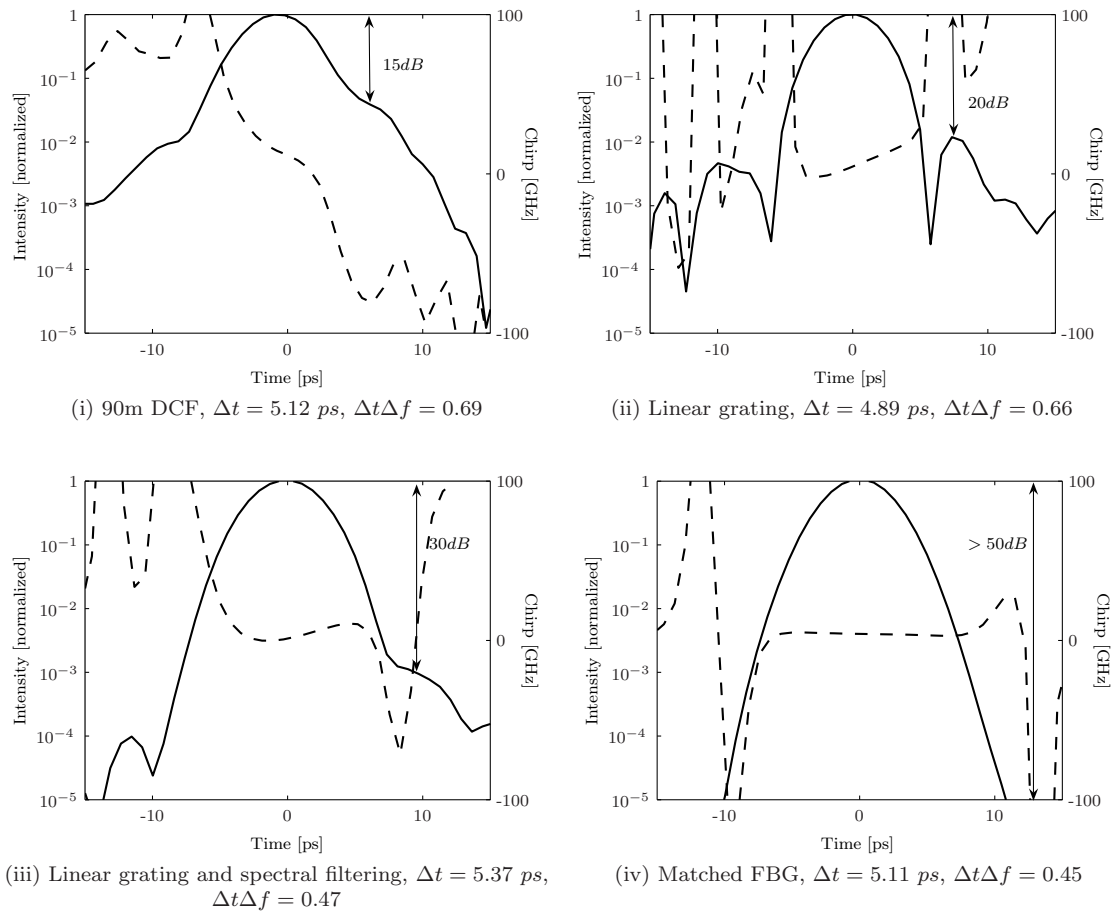 1
10⁻¹
10⁻²
10⁻³
10⁻⁴
10⁻⁵
Intensity [normalized]
-10
0
10
Time [ps]
100
0
-100
Chirp [GHz]
15dB
(i) 90m DCF, Δt = 5.12 ps, ΔtΔf = 0.69
1
10⁻¹
10⁻²
10⁻³
10⁻⁴
10⁻⁵
Intensity [normalized]
-10
0
10
Time [ps]
100
0
-100
Chirp [GHz]
20dB
(ii) Linear grating, Δt = 4.89 ps, ΔtΔf = 0.66
1
10⁻¹
10⁻²
10⁻³
10⁻⁴
10⁻⁵
Intensity [normalized]
-10
0
10
Time [ps]
100
0
-100
Chirp [GHz]
30dB
(iii) Linear grating and spectral filtering, Δt = 5.37 ps,
ΔtΔf = 0.47
1
10⁻¹
10⁻²
10⁻³
10⁻⁴
10⁻⁵
Intensity [normalized]
-10
0
10
Time [ps]
100
0
-100
Chirp [GHz]
> 50dB
(iv) Matched FBG, Δt = 5.11 ps, ΔtΔf = 0.45